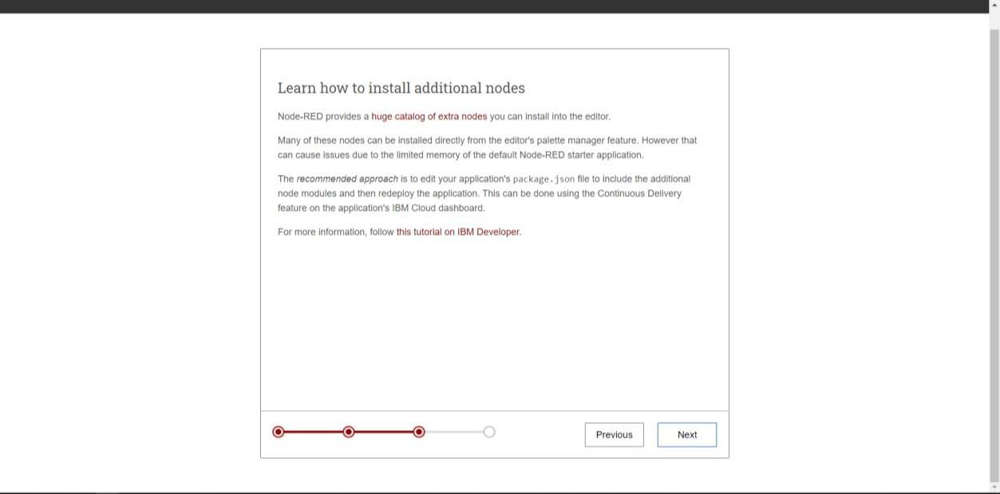 Learn how to install additional nodes
Node-RED provides a huge catalog of extra nodes you can install into the editor.
Many of these nodes can be installed directly from the editor's palette manager feature. However that
can cause issues due to the limited memory of the default Node-RED starter application.
The recommended approach is to edit your application's package.json file to include the additional
node modules and then redeploy the application. This can be done using the Continuous Delivery
feature on the application's IBM Cloud dashboard.
For more information, follow this tutorial on IBM Developer.
Previous
Next